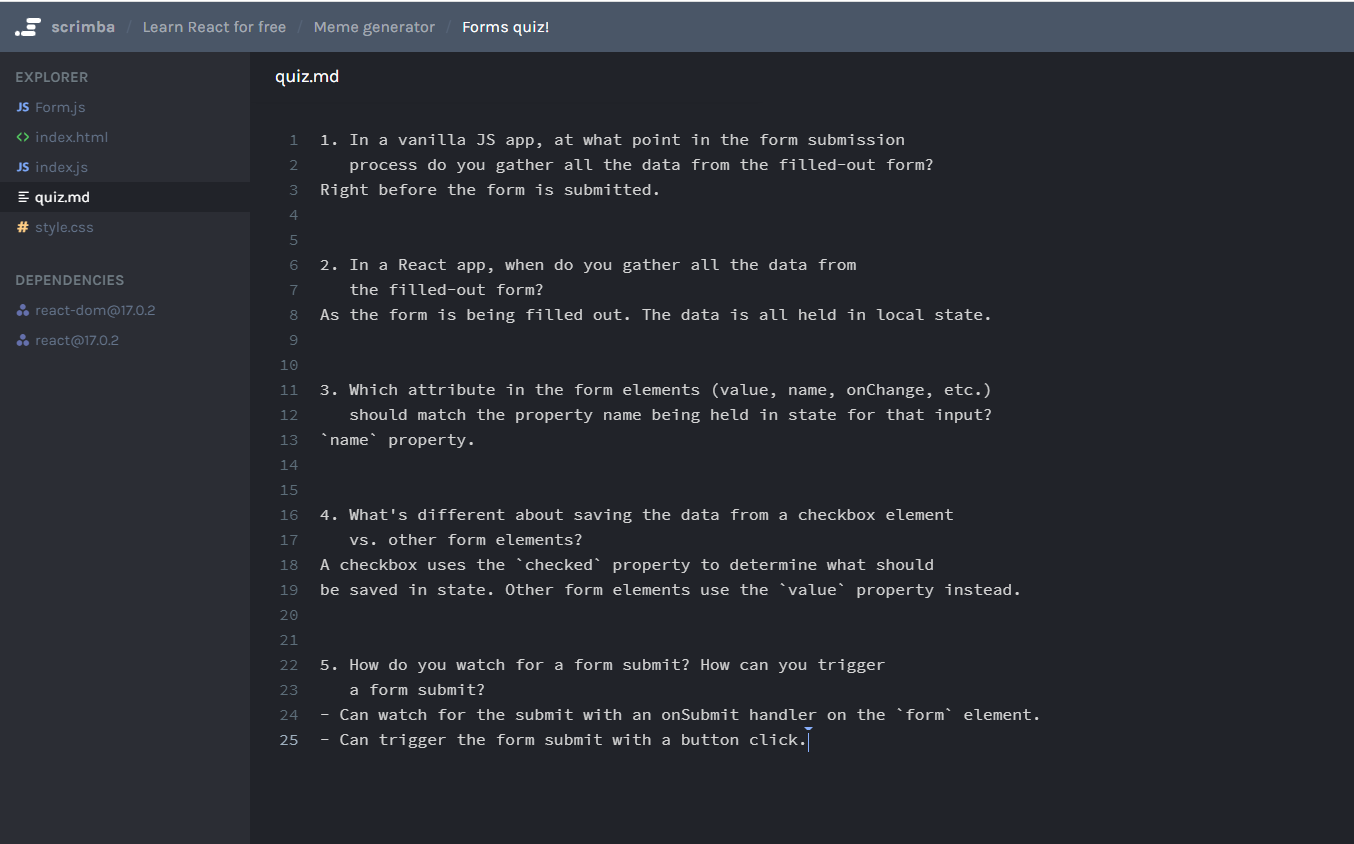 scrimba / Learn React for free / Meme generator / Forms quiz!
EXPLORER
JS Form.js
<> index.html
JS index.js
quiz.md
# style.css
DEPENDENCIES
react-dom@17.0.2
react@17.0.2
quiz.md
1 1. In a vanilla JS app, at what point in the form submission
2 process do you gather all the data from the filled-out form?
3 Right before the form is submitted.
4
5
6 2. In a React app, when do you gather all the data from
7 the filled-out form?
8 As the form is being filled out. The data is all held in local state.
9
10
11 3. Which attribute in the form elements (value, name, onChange, etc.)
12 should match the property name being held in state for that input?
13 `name` property.
14
15
16 4. What's different about saving the data from a checkbox element
17 vs. other form elements?
18 A checkbox uses the `checked` property to determine what should
19 be saved in state. Other form elements use the `value` property instead.
20
21
22 5. How do you watch for a form submit? How can you trigger
23 a form submit?
24 - Can watch for the submit with an onSubmit handler on the `form` element.
25 - Can trigger the form submit with a button click.